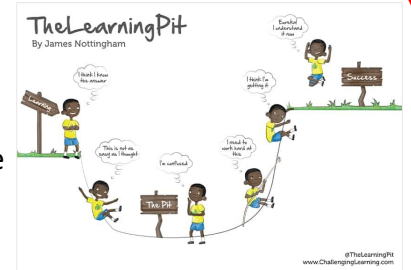 TheLearningPit
By James Nottingham
Learning
I think I know
the answer
This is not as
easy as I thought
The Pit
I'm confused
I need to
work hard at
this
I think I'm
getting it
Eureka!
I understand
it now
Success
e
@TheLearningPit
www.ChallengingLearning.com